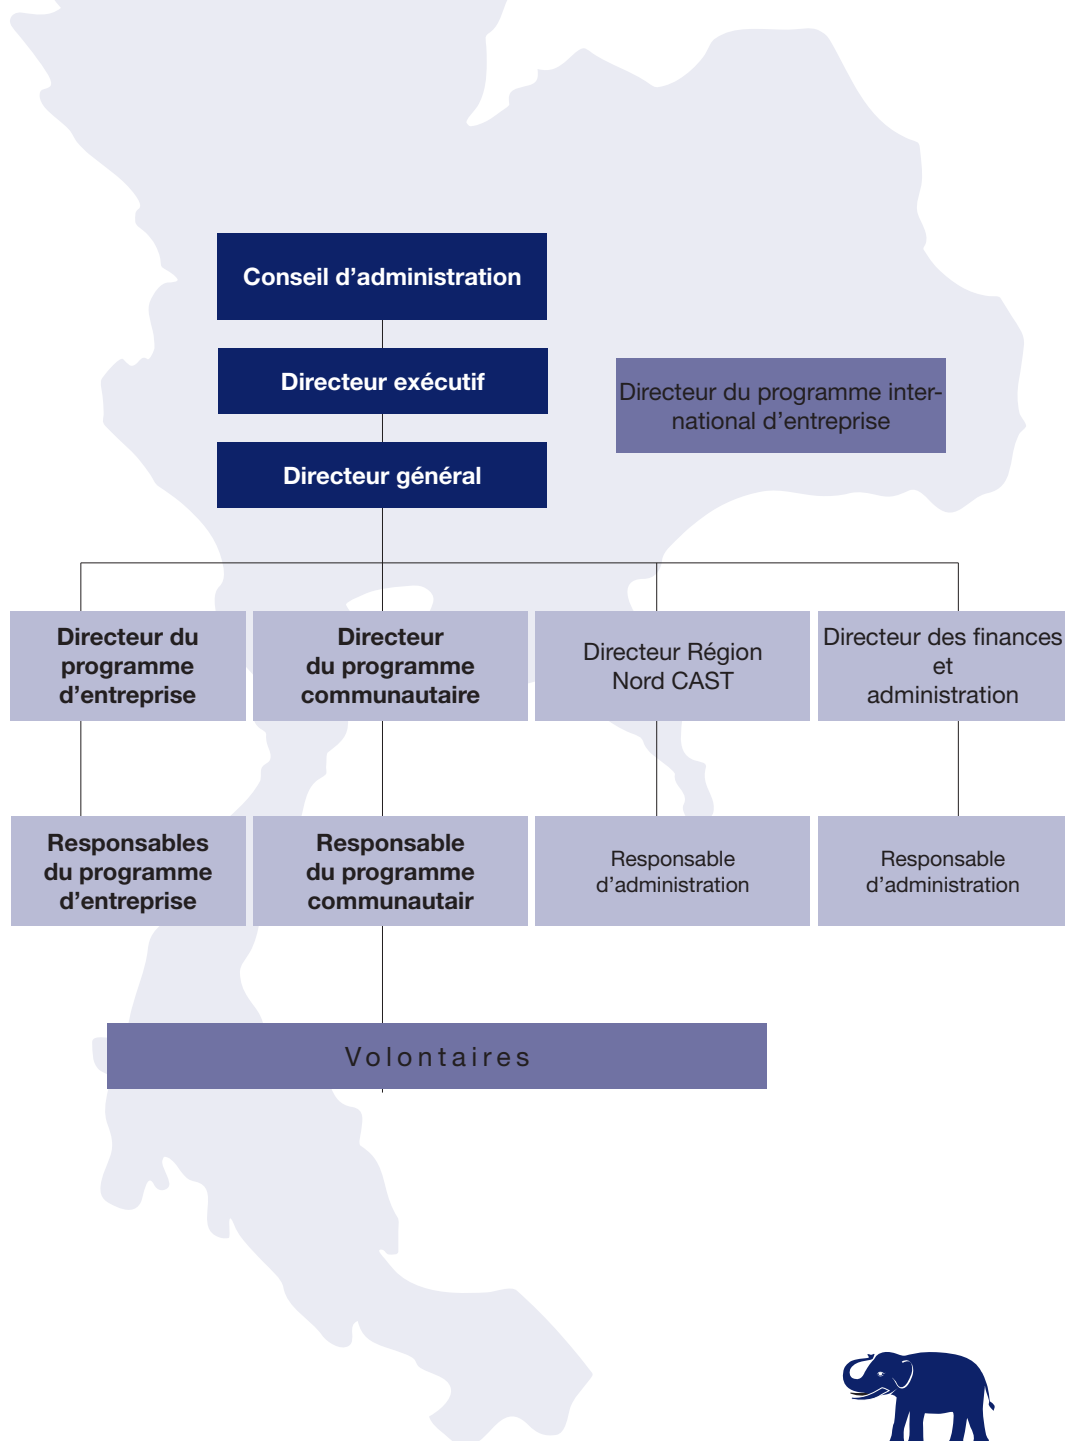 Conseil d’administration
Directeur exécutif
Directeur du programme inter-
national d’entreprise
Directeur général
Directeur du
programme
d’entreprise
Directeur
du programme
communautaire
Directeur Région
Nord CAST
Directeur des finances
et
administration
Responsables
du programme
d’entreprise
Responsable
du programme
communautair
Responsable
d’administration
Responsable
d’administration
Volontaires